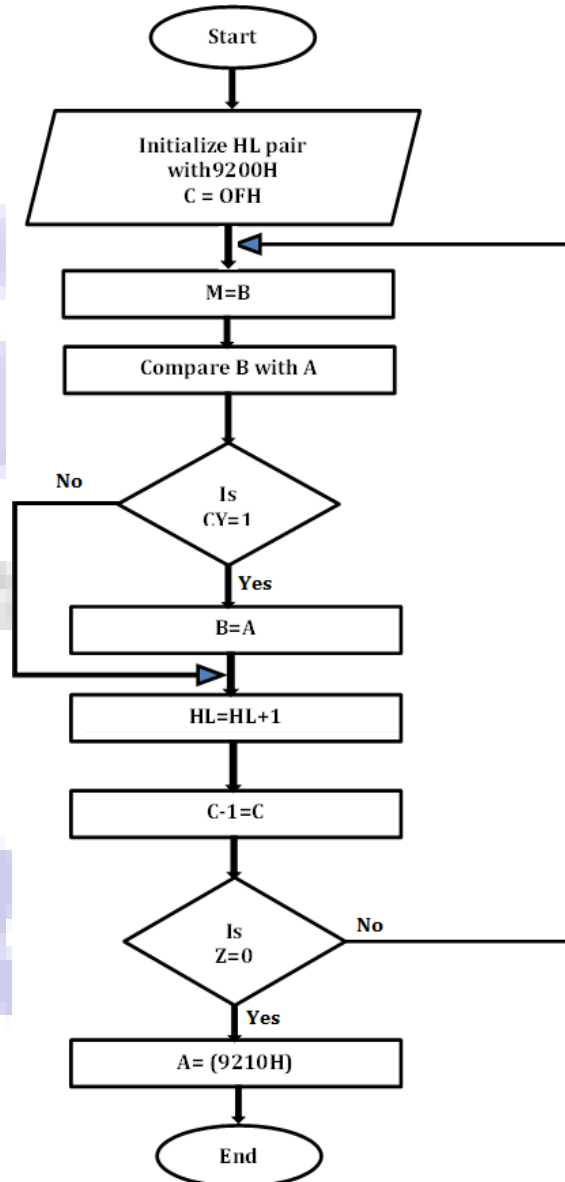 Start
Initialize HL pair
with9200H
C = OFH
M=B
Compare B with A
No
Is
CY=1
Yes
B=A
HL=HL+1
C-1=C
Is
Z=0
No
Yes
A= (9210H)
End